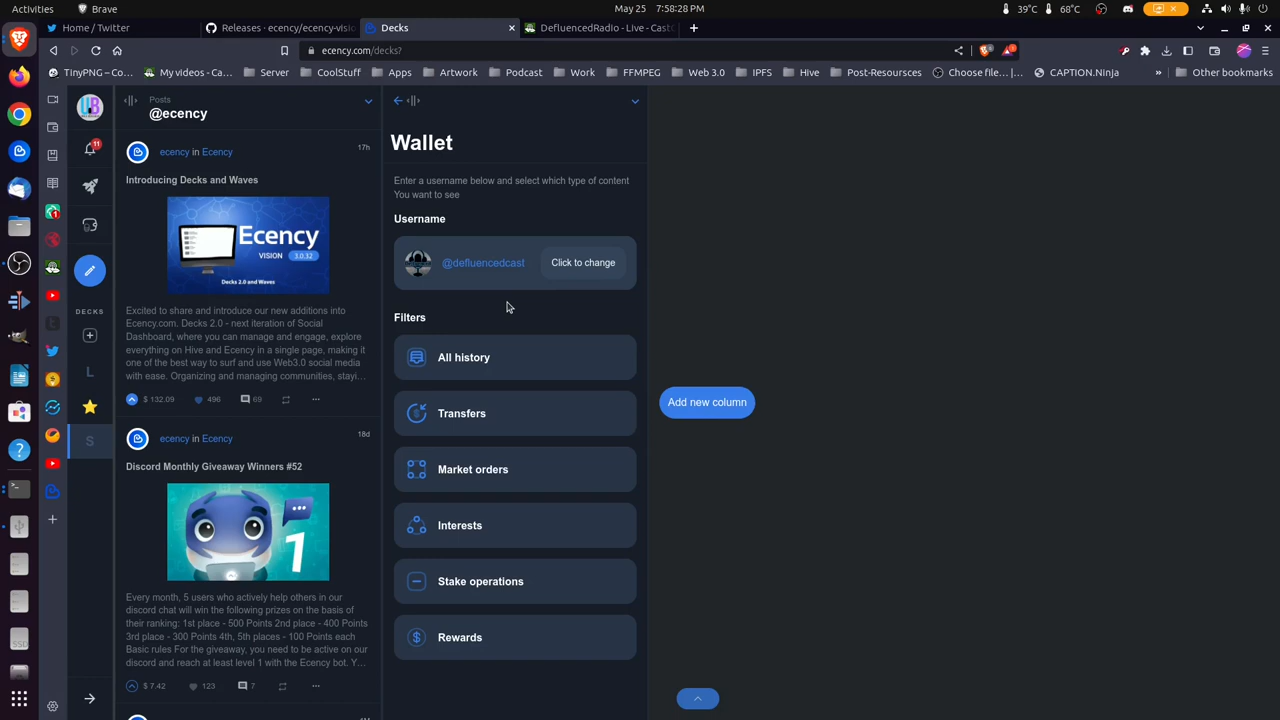 Activities
Brave
May 25 7:58:28 PM
39°C
68°C
Home / Twitter
Releases · ecency/ecency-visi
Decks
DefluencedRadio - Live - CastG
ecency.com/decks?
TinyPNG – Co...
My videos - Ca...
Server
CoolStuff
Apps
Artwork
Podcast
Work
FFMPEG
Web 3.0
IPFS
Hive
Post-Resoursces
Choose file... |...
CAPTION.Ninja
»
Other bookmarks
11
DECKS
L
S
Posts
@ecency
ecency in Ecency
17h
Introducing Decks and Waves
Ecency
VISION 3.0.32
Decks 2.0 and Waves
Excited to share and introduce our new additions into
Ecency.com. Decks 2.0 - next iteration of Social
Dashboard, where you can manage and engage, explore
everything on Hive and Ecency in a single page, making it
one of the best way to surf and use Web3.0 social media
with ease. Organizing and managing communities, stayi...
$ 132.09
496
69
ecency in Ecency
18d
Discord Monthly Giveaway Winners #52
1
Every month, 5 users who actively help others in our
discord chat will win the following prizes on the basis of
their ranking: 1st place - 500 Points 2nd place - 400 Points
3rd place - 300 Points 4th, 5th places - 100 Points each
Basic rules For the giveaway, you need to be active on our
discord and reach at least level 1 with the Ecency bot. Y...
$ 7.42
123
7
Wallet
Enter a username below and select which type of content
You want to see
Username
@defluencedcast
Click to change
Filters
All history
Transfers
Market orders
Interests
Stake operations
Rewards
Add new column
SSD